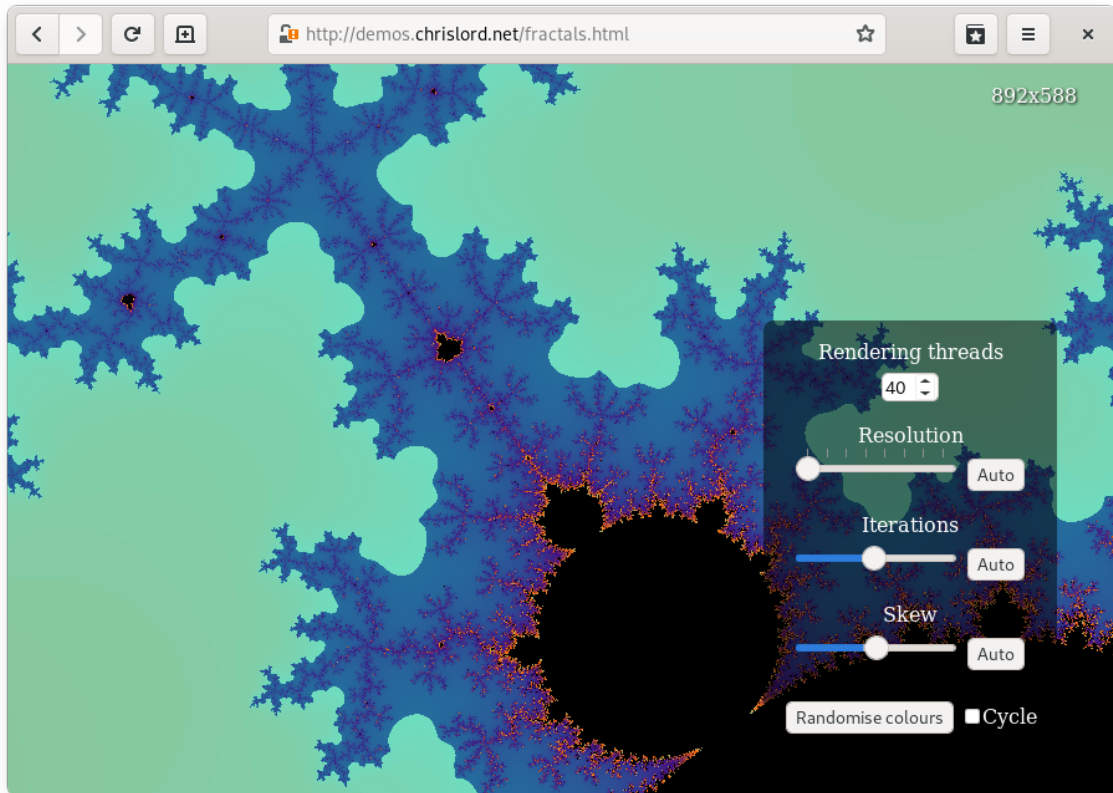 http://demos.chrislord.net/fractals.html
892x588
Rendering threads
40
Resolution
Auto
Iterations
Auto
Skew
Auto
Randomise colours Cycle